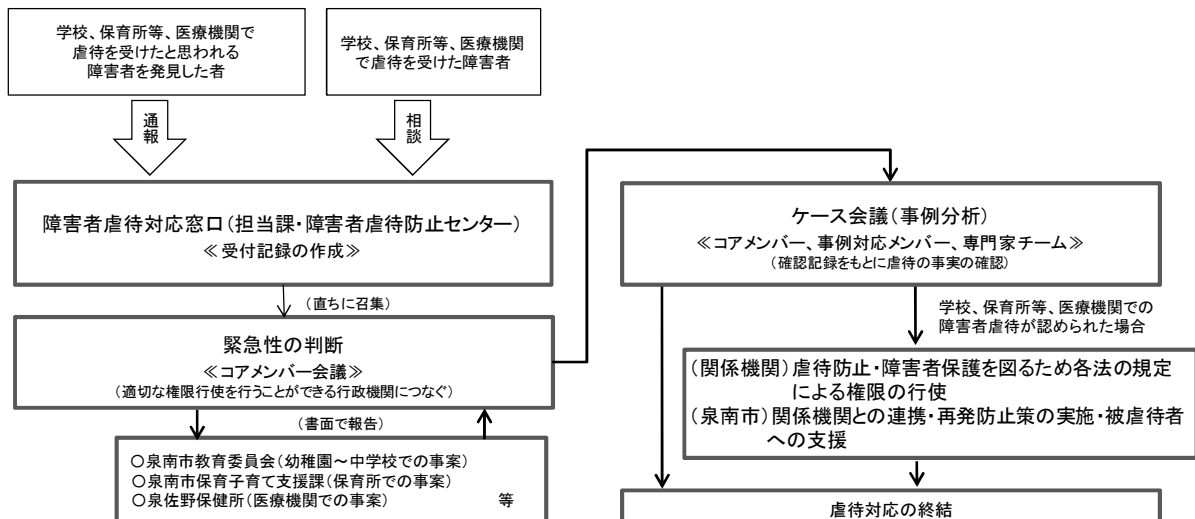 学校、保育所等、医療機関で
虐待を受けたと思われる
障害者を発見した者
学校、保育所等、医療機関
で虐待を受けた障害者
通報
相談
障害者虐待対応窓口(担当課・障害者虐待防止センター)
≪受付記録の作成≫
(直ちに召集)
緊急性の判断
≪コアメンバー会議≫
(適切な権限行使を行うことができる行政機関につなぐ)
(書面で報告)
○泉南市教育委員会(幼稚園～中学校での事案)
○泉南市保育子育て支援課(保育所での事案)
○泉佐野保健所(医療機関での事案) 等
ケース会議(事例分析)
≪コアメンバー、事例対応メンバー、専門家チーム≫
(確認記録をもとに虐待の事実の確認)
学校、保育所等、医療機関での
障害者虐待が認められた場合
(関係機関)虐待防止・障害者保護を図るため各法の規定
による権限の行使
(泉南市)関係機関との連携・再発防止策の実施・被虐待者
への支援
虐待対応の終結